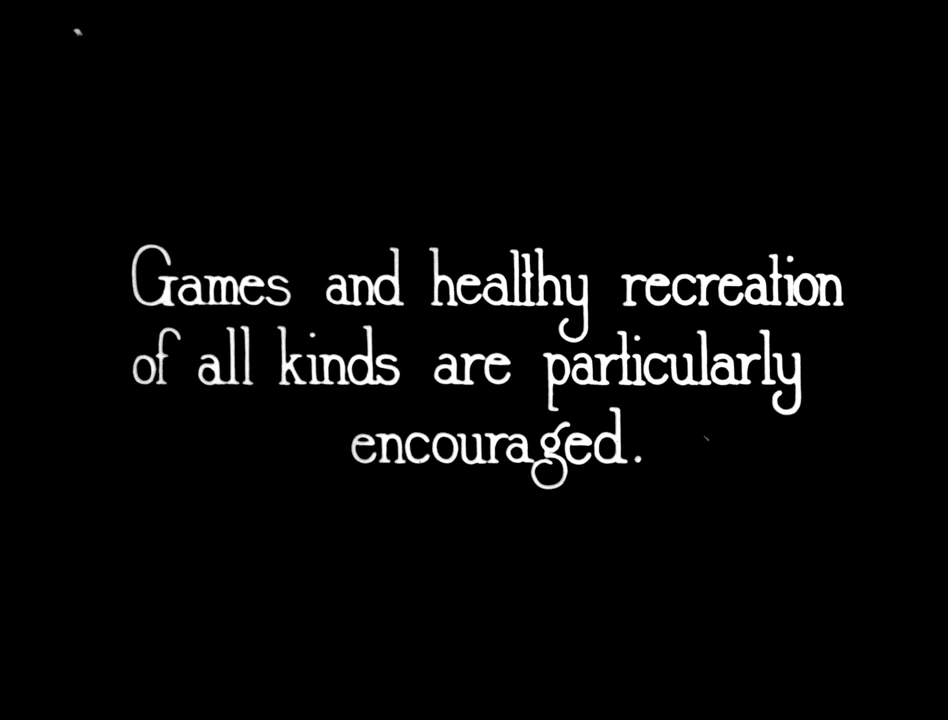 Games and healthy recreation
of all kinds are particularly
encouraged.